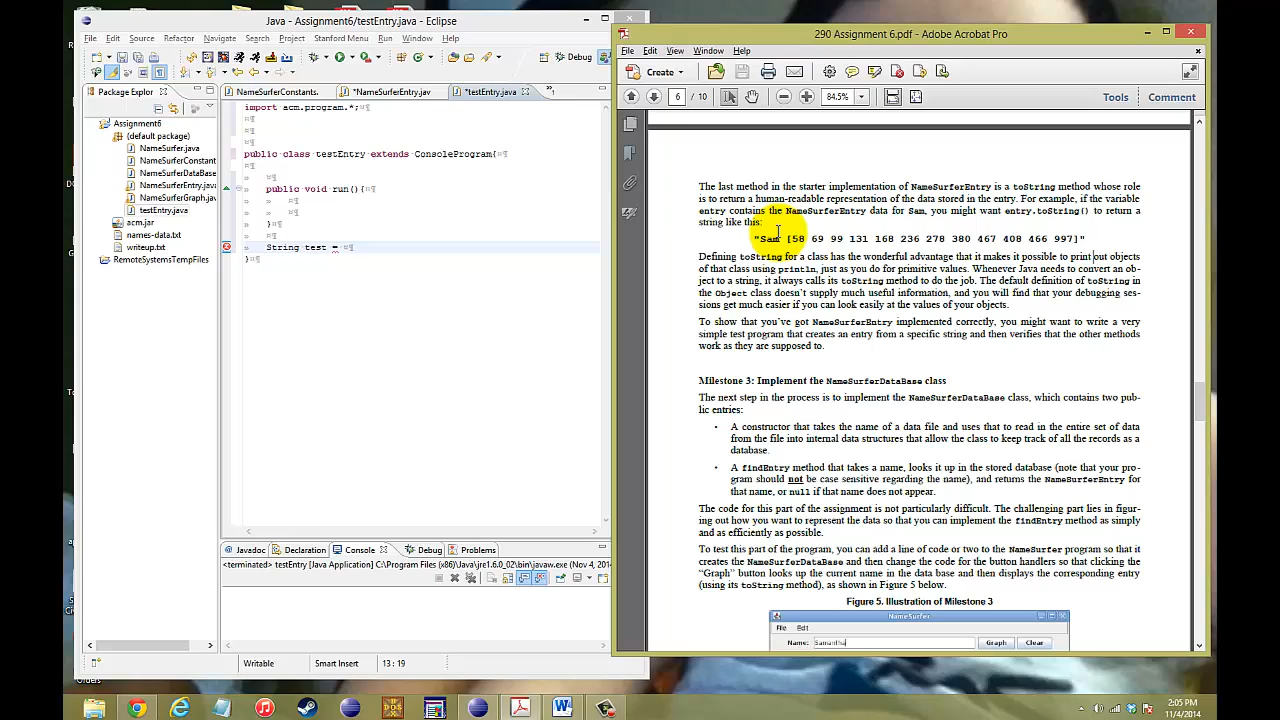 Java - Assignment6/testEntry.java - Eclipse
File Edit Source Refactor Navigate Search Project Stanford Menu Run Window Help
Debug
Package Explor
NameSurferConstants.
*NameSurferEntry.jav
*testEntry.java
Assignment6
(default package)
NameSurfer.java
NameSurferConstant
NameSurferDataBase
NameSurferEntry.jav
NameSurferGraph.jav
testEntry.java
acm.jar
names-data.txt
writeup.txt
RemoteSystemsTempFiles
import acm.program.*;
public class testEntry extends ConsoleProgram{
public void run(){
}
String test =
}
Javadoc Declaration Console Debug Problems
<terminated> testEntry [Java Application] C:\Program Files (x86)\Java\jre1.6.0_02\bin\javaw.exe (Nov 4, 2014
Writable Smart Insert 13 : 19
290 Assignment 6.pdf - Adobe Acrobat Pro
File Edit View Window Help
Create
6 / 10 84.5% Tools Comment
The last method in the starter implementation of NameSurferEntry is a toString method whose role
is to return a human-readable representation of the data stored in the entry. For example, if the variable
entry contains the NameSurferEntry data for Sam, you might want entry.toString() to return a
string like this:
"Sam [58 69 99 131 168 236 278 380 467 408 466 997]"
Defining toString for a class has the wonderful advantage that it makes it possible to print out objects
of that class using println, just as you do for primitive values. Whenever Java needs to convert an ob-
ject to a string, it always calls its toString method to do the job. The default definition of toString in
the Object class doesn't supply much useful information, and you will find that your debugging ses-
sions get much easier if you can look easily at the values of your objects.
To show that you've got NameSurferEntry implemented correctly, you might want to write a very
simple test program that creates an entry from a specific string and then verifies that the other methods
work as they are supposed to.
Milestone 3: Implement the NameSurferDataBase class
The next step in the process is to implement the NameSurferDataBase class, which contains two pub-
lic entries:
• A constructor that takes the name of a data file and uses that to read in the entire set of data
from the file into internal data structures that allow the class to keep track of all the records as a
database.
• A findEntry method that takes a name, looks it up in the stored database (note that your pro-
gram should not be case sensitive regarding the name), and returns the NameSurferEntry for
that name, or null if that name does not appear.
The code for this part of the assignment is not particularly difficult. The challenging part lies in figur-
ing out how you want to represent the data so that you can implement the findEntry method as simply
and as efficiently as possible.
To test this part of the program, you can add a line of code or two to the NameSurfer program so that it
creates the NameSurferDataBase and then change the code for the button handlers so that clicking the
"Graph" button looks up the current name in the data base and then displays the corresponding entry
(using its toString method), as shown in Figure 5 below.
Figure 5. Illustration of Milestone 3
NameSurfer
File Edit
Name: Samantha Graph Clear
2:05 PM
11/4/2014